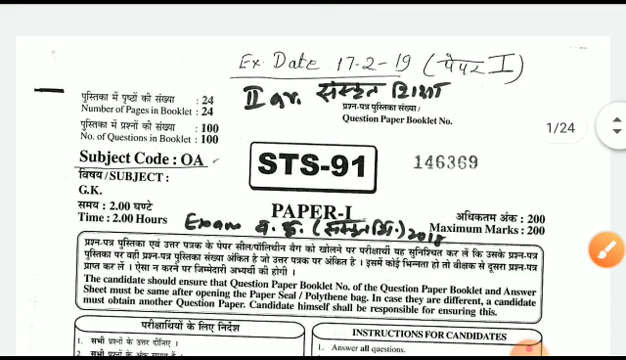 Ex Date 17-2-19 (पेपर I)
II gr. संस्कृत शिक्षा
पुस्तिका में पृष्ठों की संख्या : 24
Number of Pages in Booklet : 24
पुस्तिका में प्रश्नों की संख्या : 100
No. of Questions in Booklet : 100
प्रश्न-पत्र पुस्तिका संख्या /
Question Paper Booklet No.
1/24
Subject Code : OA
विषय / SUBJECT :
G.K.
समय : 2.00 घण्टे
Time : 2.00 Hours
STS-91
146369
PAPER-I
अधिकतम अंक : 200
Maximum Marks : 200
Exam व. अ. (संस्कृत शि.) 2018
प्रश्न-पत्र पुस्तिका एवं उत्तर पत्रक के पेपर सील/पॉलिथीन बैग को खोलने पर परीक्षार्थी यह सुनिश्चित कर लें कि उसके प्रश्न-पत्र
पुस्तिका पर वही प्रश्न-पत्र पुस्तिका संख्या अंकित है जो उत्तर पत्रक पर अंकित है । इसमें कोई भिन्नता हो तो वीक्षक से दूसरा प्रश्न-पत्र
प्राप्त कर लें । ऐसा न करने पर जिम्मेदारी अभ्यर्थी की होगी ।
The candidate should ensure that Question Paper Booklet No. of the Question Paper Booklet and Answer
Sheet must be same after opening the Paper Seal / Polythene bag. In case they are different, a candidate
must obtain another Question Paper. Candidate himself shall be responsible for ensuring this.
परीक्षार्थियों के लिए निर्देश
1. सभी प्रश्नों के उत्तर दीजिए ।
2. सभी प्रश्नों के अंक समान हैं ।
INSTRUCTIONS FOR CANDIDATES
1. Answer all questions.